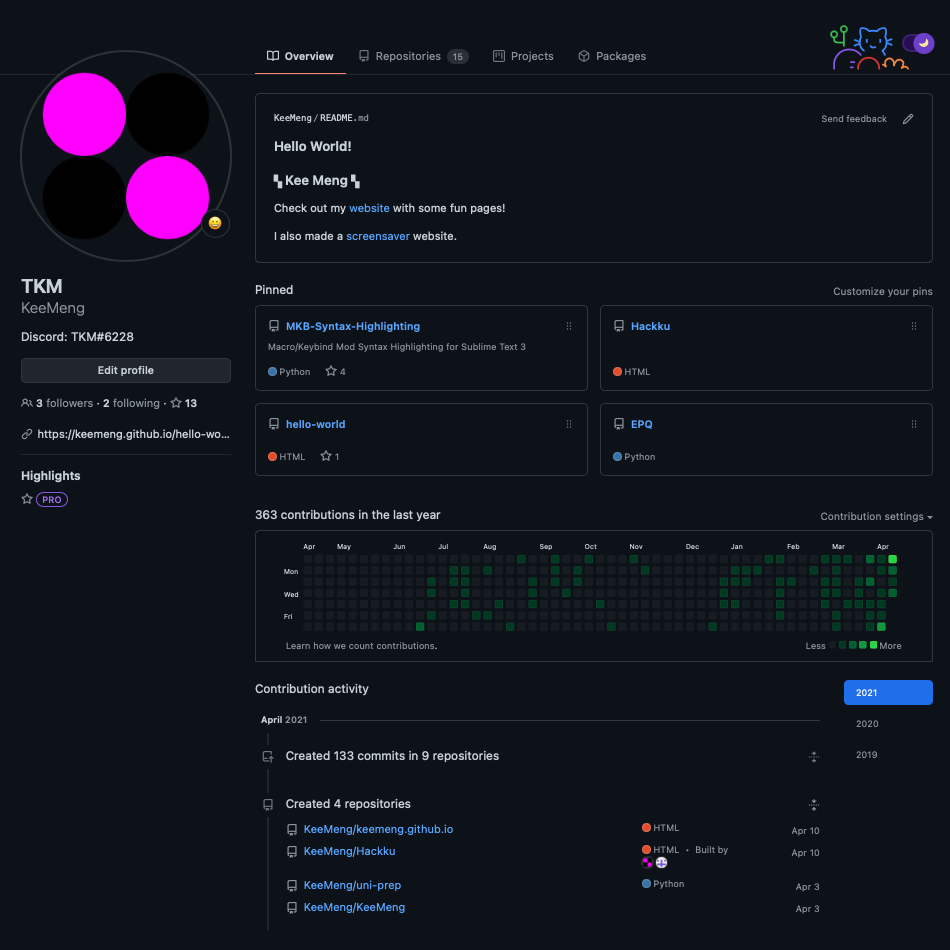 Overview
Repositories 15
Projects
Packages
KeeMeng/README.md
Send feedback
Hello World!
Kee Meng
Check out my website with some fun pages!
I also made a screensaver website.
TKM
KeeMeng
Discord: TKM#6228
Edit profile
3 followers · 2 following · 13
https://keemeng.github.io/hello-wo...
Highlights
PRO
Pinned
Customize your pins
MKB-Syntax-Highlighting
Macro/Keybind Mod Syntax Highlighting for Sublime Text 3
Python 4
Hackku
HTML
hello-world
HTML 1
EPQ
Python
363 contributions in the last year
Contribution settings
Apr May Jun Jul Aug Sep Oct Nov Dec Jan Feb Mar Apr
Mon
Wed
Fri
Learn how we count contributions.
Less More
Contribution activity
2021
2020
2019
April 2021
Created 133 commits in 9 repositories
Created 4 repositories
KeeMeng/keemeng.github.io HTML Apr 10
KeeMeng/Hackku HTML • Built by Apr 10
KeeMeng/uni-prep Python Apr 3
KeeMeng/KeeMeng Apr 3